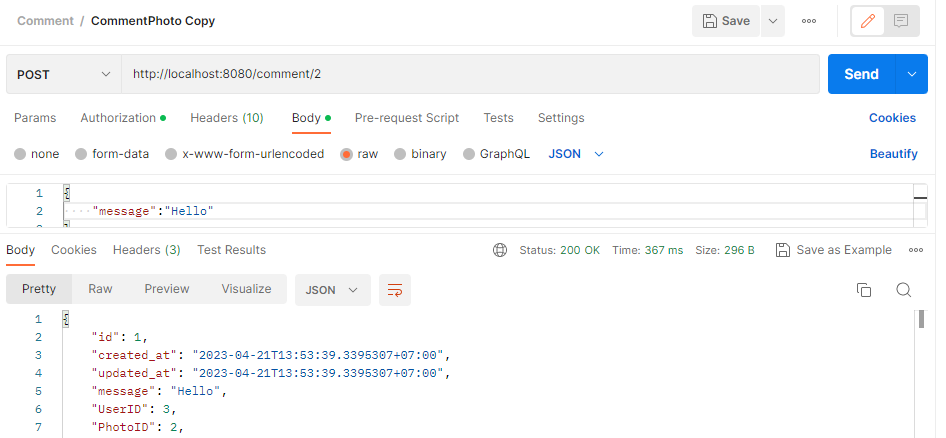 Comment / CommentPhoto Copy Save
POST http://localhost:8080/comment/2 Send
Params Authorization Headers (10) Body Pre-request Script Tests Settings Cookies
none form-data x-www-form-urlencoded raw binary GraphQL JSON Beautify
1 {
2 "message":"Hello"
Body Cookies Headers (3) Test Results Status: 200 OK Time: 367 ms Size: 296 B Save as Example
Pretty Raw Preview Visualize JSON
1 {
2 "id": 1,
3 "created_at": "2023-04-21T13:53:39.3395307+07:00",
4 "updated_at": "2023-04-21T13:53:39.3395307+07:00",
5 "message": "Hello",
6 "UserID": 3,
7 "PhotoID": 2,